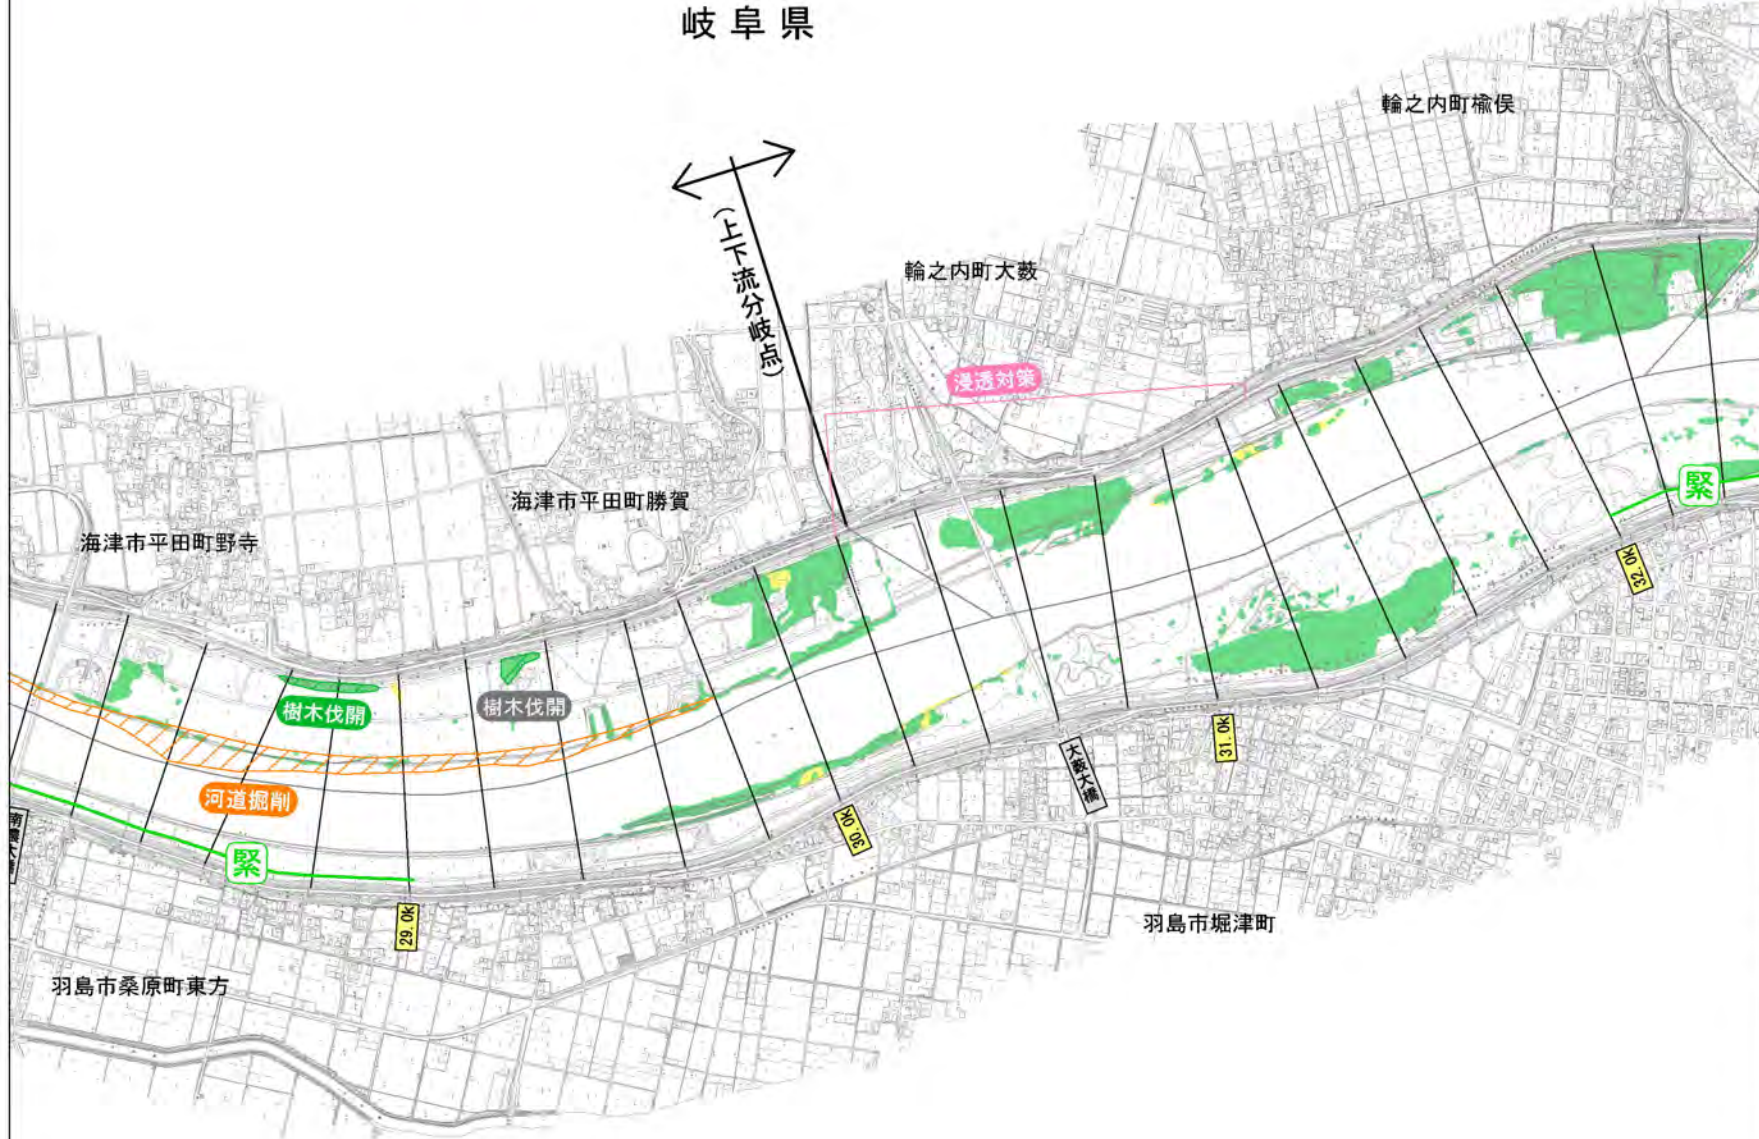 岐阜県
輪之内町楡俣
(上下流分岐点)
輪之内町大薮
浸透対策
海津市平田町勝賀
海津市平田町野寺
緊
32.0K
樹木伐開
樹木伐開
31.0K
大薮大橋
河道掘削
南濃大橋
緊
30.0K
29.0K
羽島市堀津町
羽島市桑原町東方